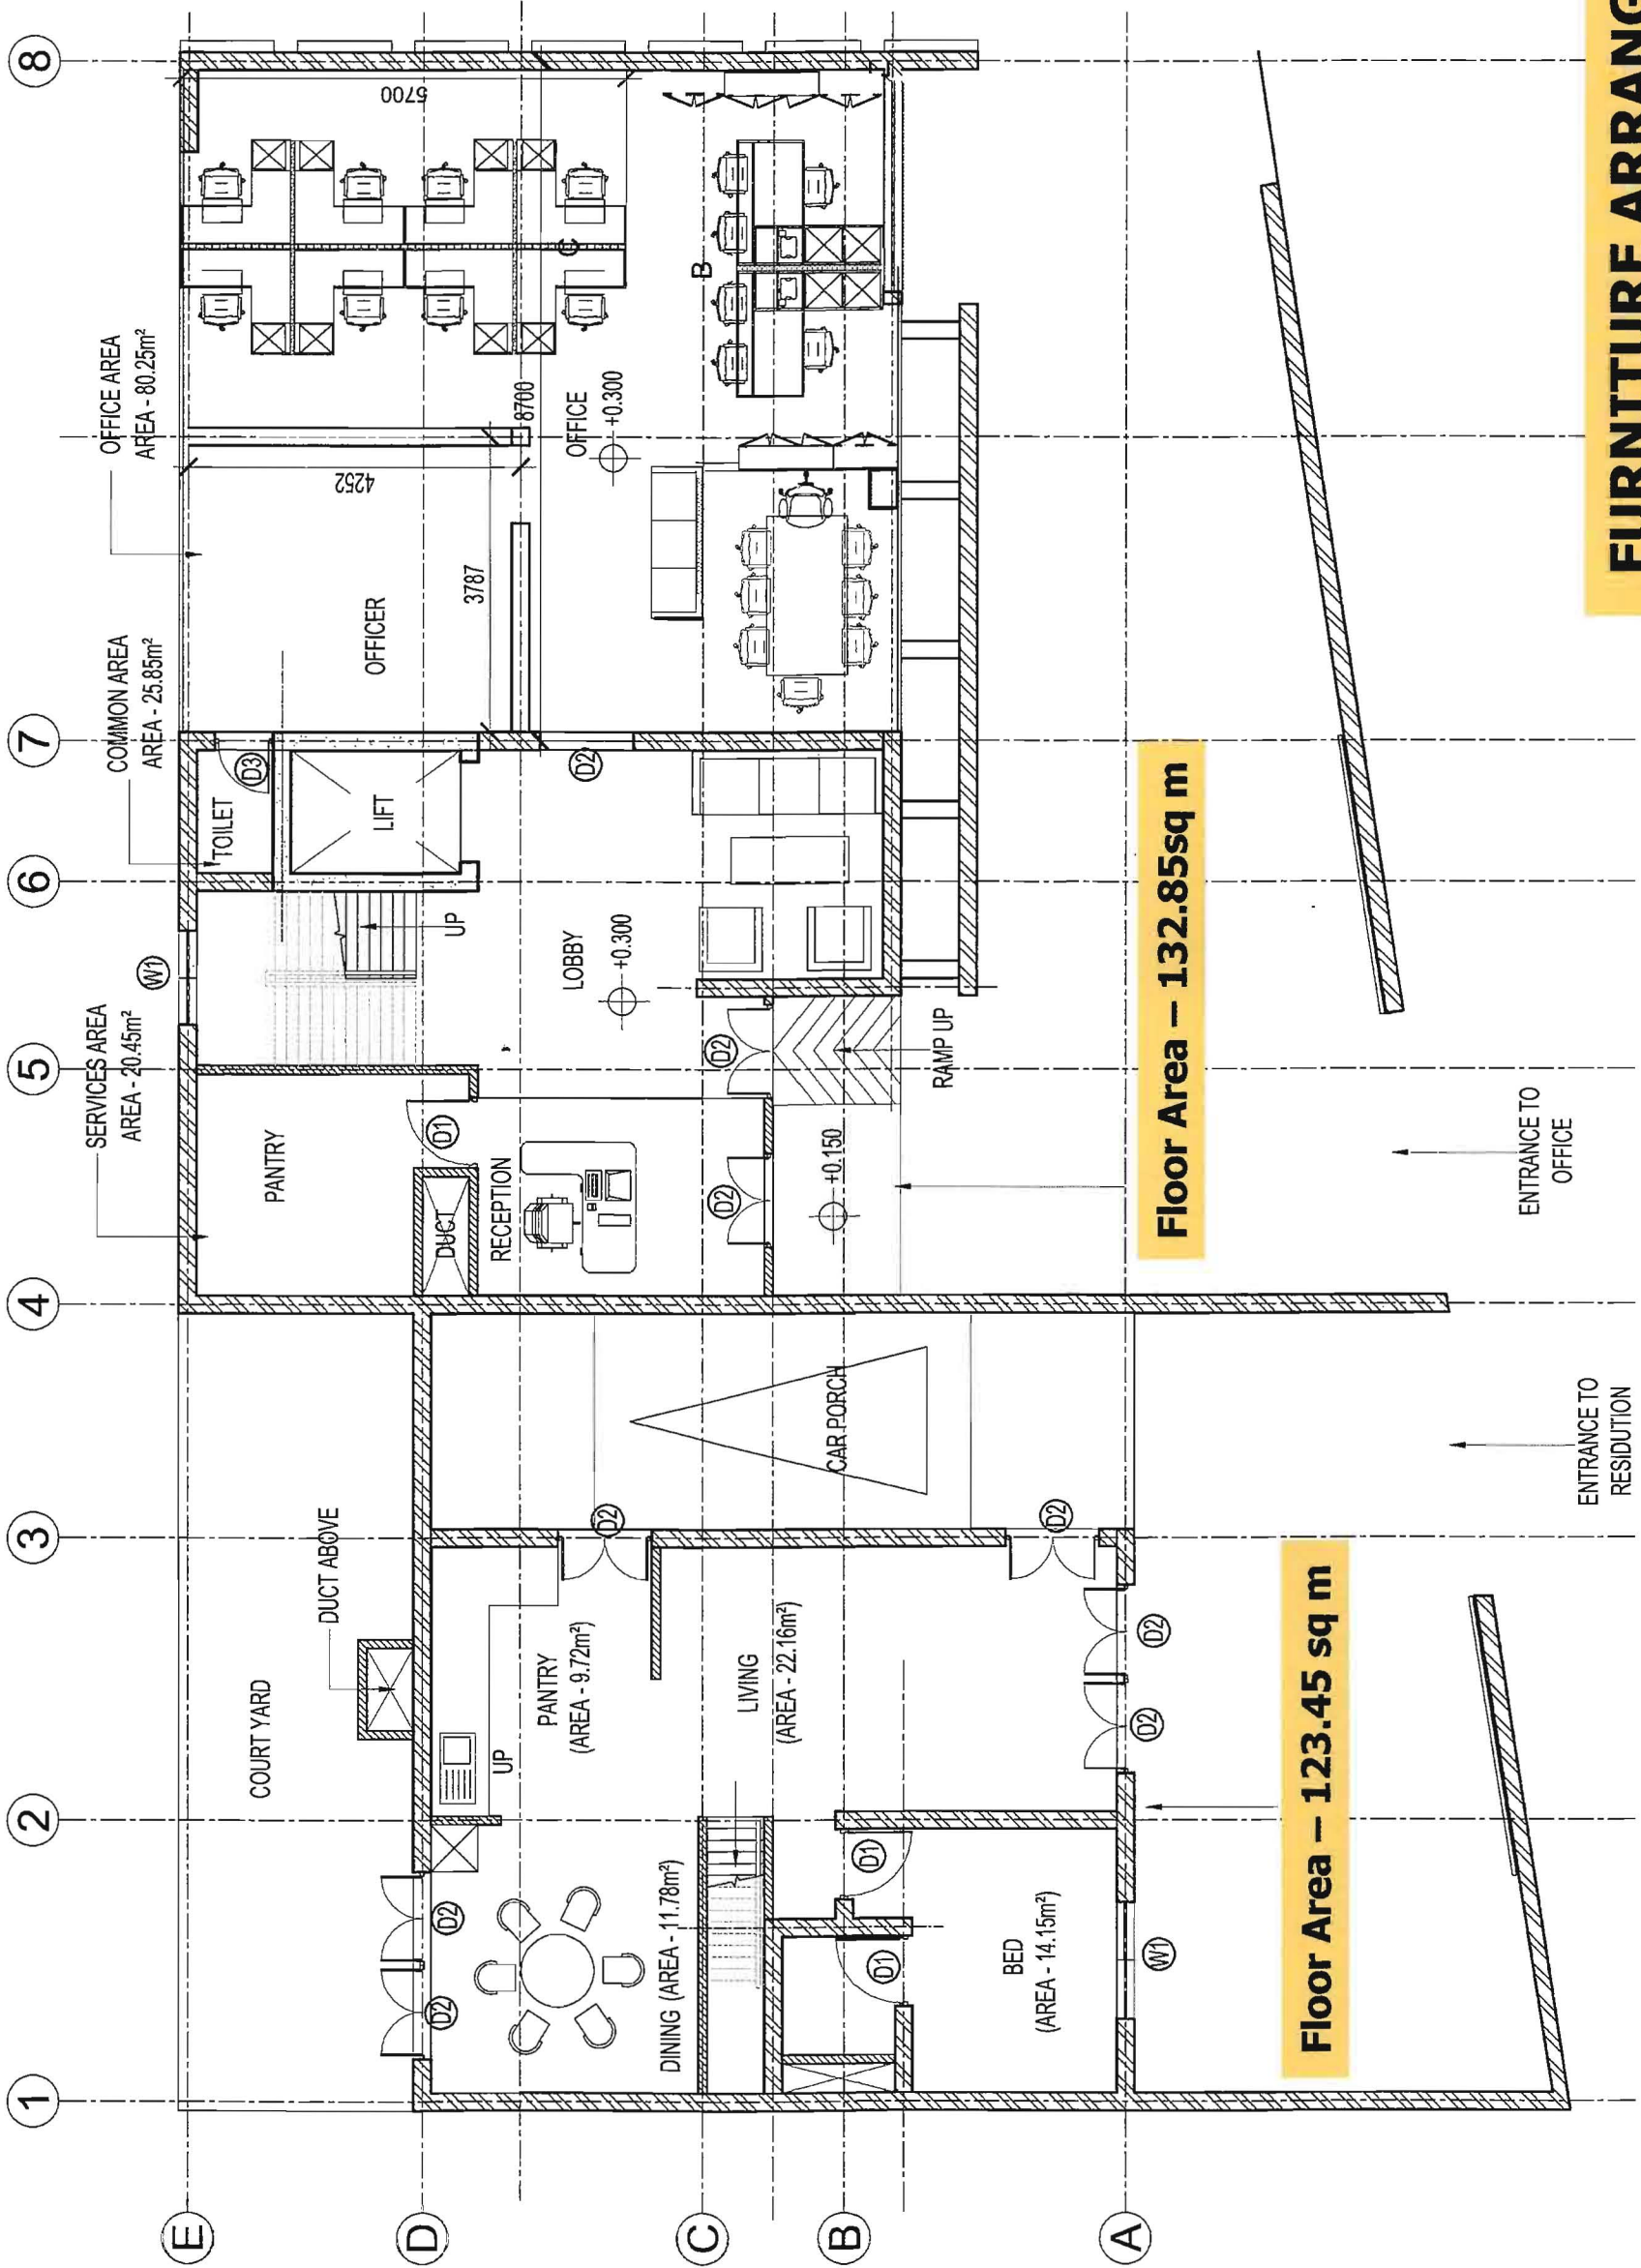 8
7
6
5
4
3
2
1
E
D
C
B
A
OFFICE AREA
AREA - 80.25m²
COMMON AREA
AREA - 25.85m²
SERVICES AREA
AREA - 20.45m²
5700
4252
8700
3787
OFFICER
OFFICE
+0.300
C
B
TOILET
D3
LIFT
D2
UP
W1
LOBBY
+0.300
PANTRY
D1
DUCT
RECEPTION
D2
D2
RAMP UP
+0.150
ENTRANCE TO
OFFICE
CAR PORCH
ENTRANCE TO
RESIDUTION
COURT YARD
DUCT ABOVE
D2
D2
PANTRY
(AREA - 9.72m²)
UP
LIVING
(AREA - 22.16m²)
D2
D2
D2
D2
DINING (AREA - 11.78m²)
D1
D1
BED
(AREA - 14.15m²)
W1
Floor Area – 132.85sq m
Floor Area – 123.45 sq m